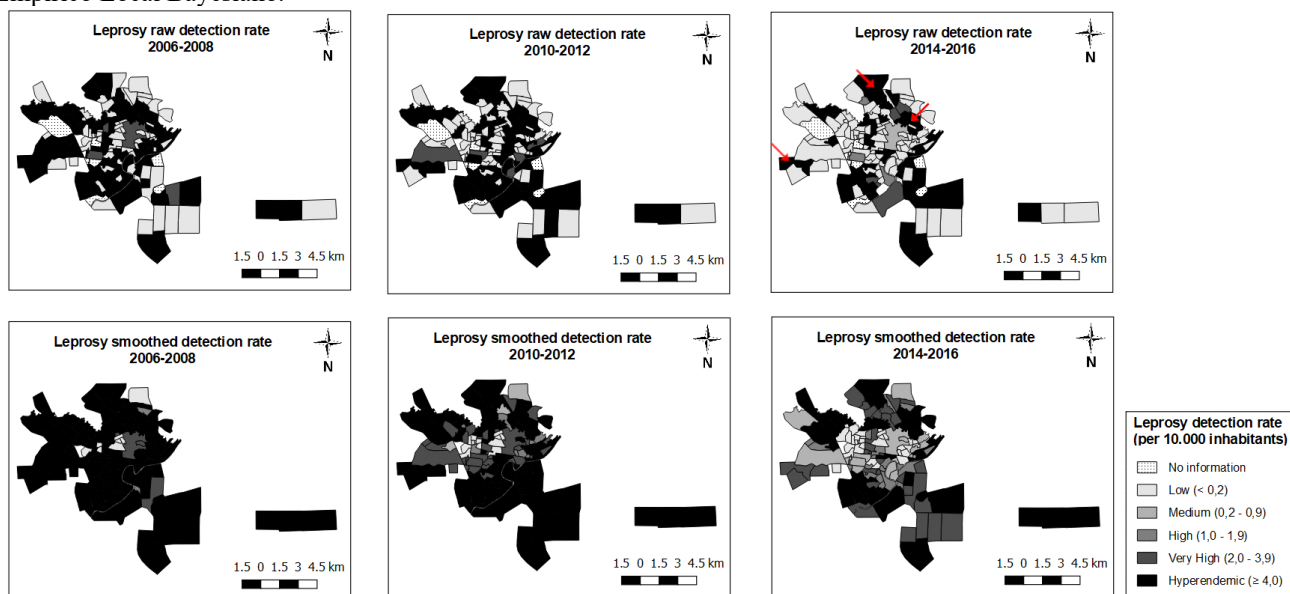 Leprosy raw detection rate
2006-2008
N
1.5 0 1.5 3 4.5 km
Leprosy raw detection rate
2010-2012
N
1.5 0 1.5 3 4.5 km
Leprosy raw detection rate
2014-2016
N
1.5 0 1.5 3 4.5 km
Leprosy smoothed detection rate
2006-2008
N
1.5 0 1.5 3 4.5 km
Leprosy smoothed detection rate
2010-2012
N
1.5 0 1.5 3 4.5 km
Leprosy smoothed detection rate
2014-2016
N
1.5 0 1.5 3 4.5 km
Leprosy detection rate
(per 10.000 inhabitants)
No information
Low (< 0,2)
Medium (0,2 - 0,9)
High (1,0 - 1,9)
Very High (2,0 - 3,9)
Hyperendemic (≥ 4,0)